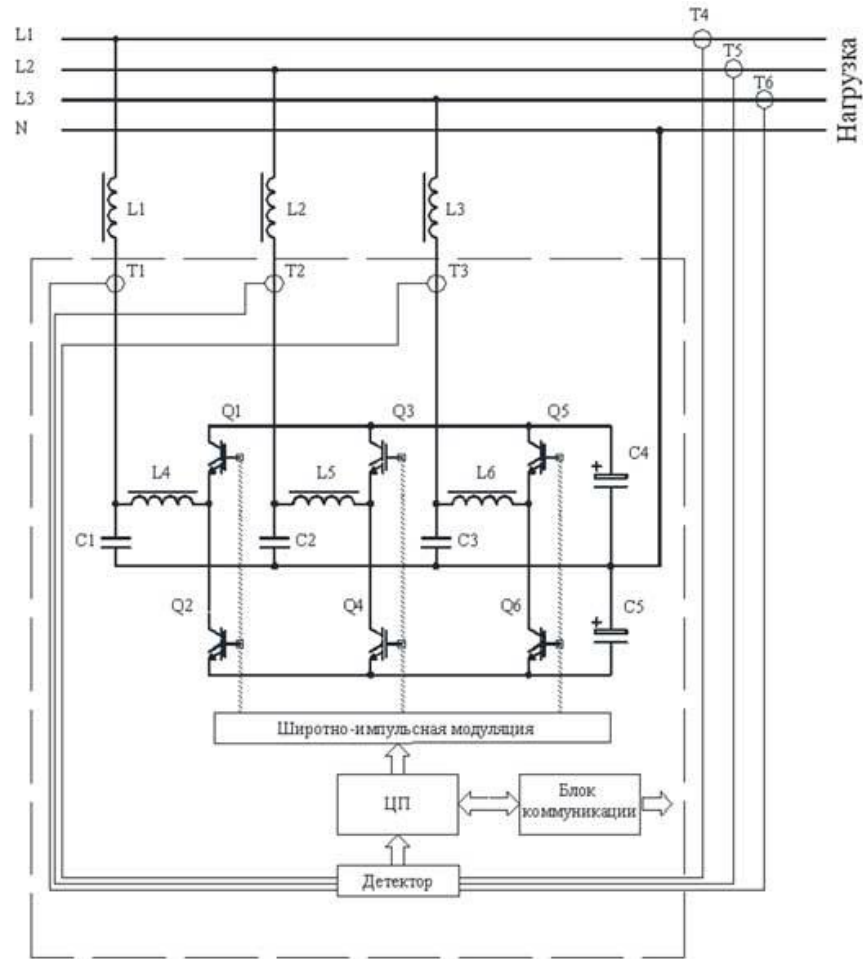 T4
L1
T5
L2
T6
L3
N
Нагрузка
L1
L2
L3
T1
T2
T3
Q1
Q3
Q5
C4
+
L4
L5
L6
C1
C2
C3
Q2
Q4
Q6
C5
+
Широтно-импульсная модуляция
ЦП
Блок
коммуникации
Детектор